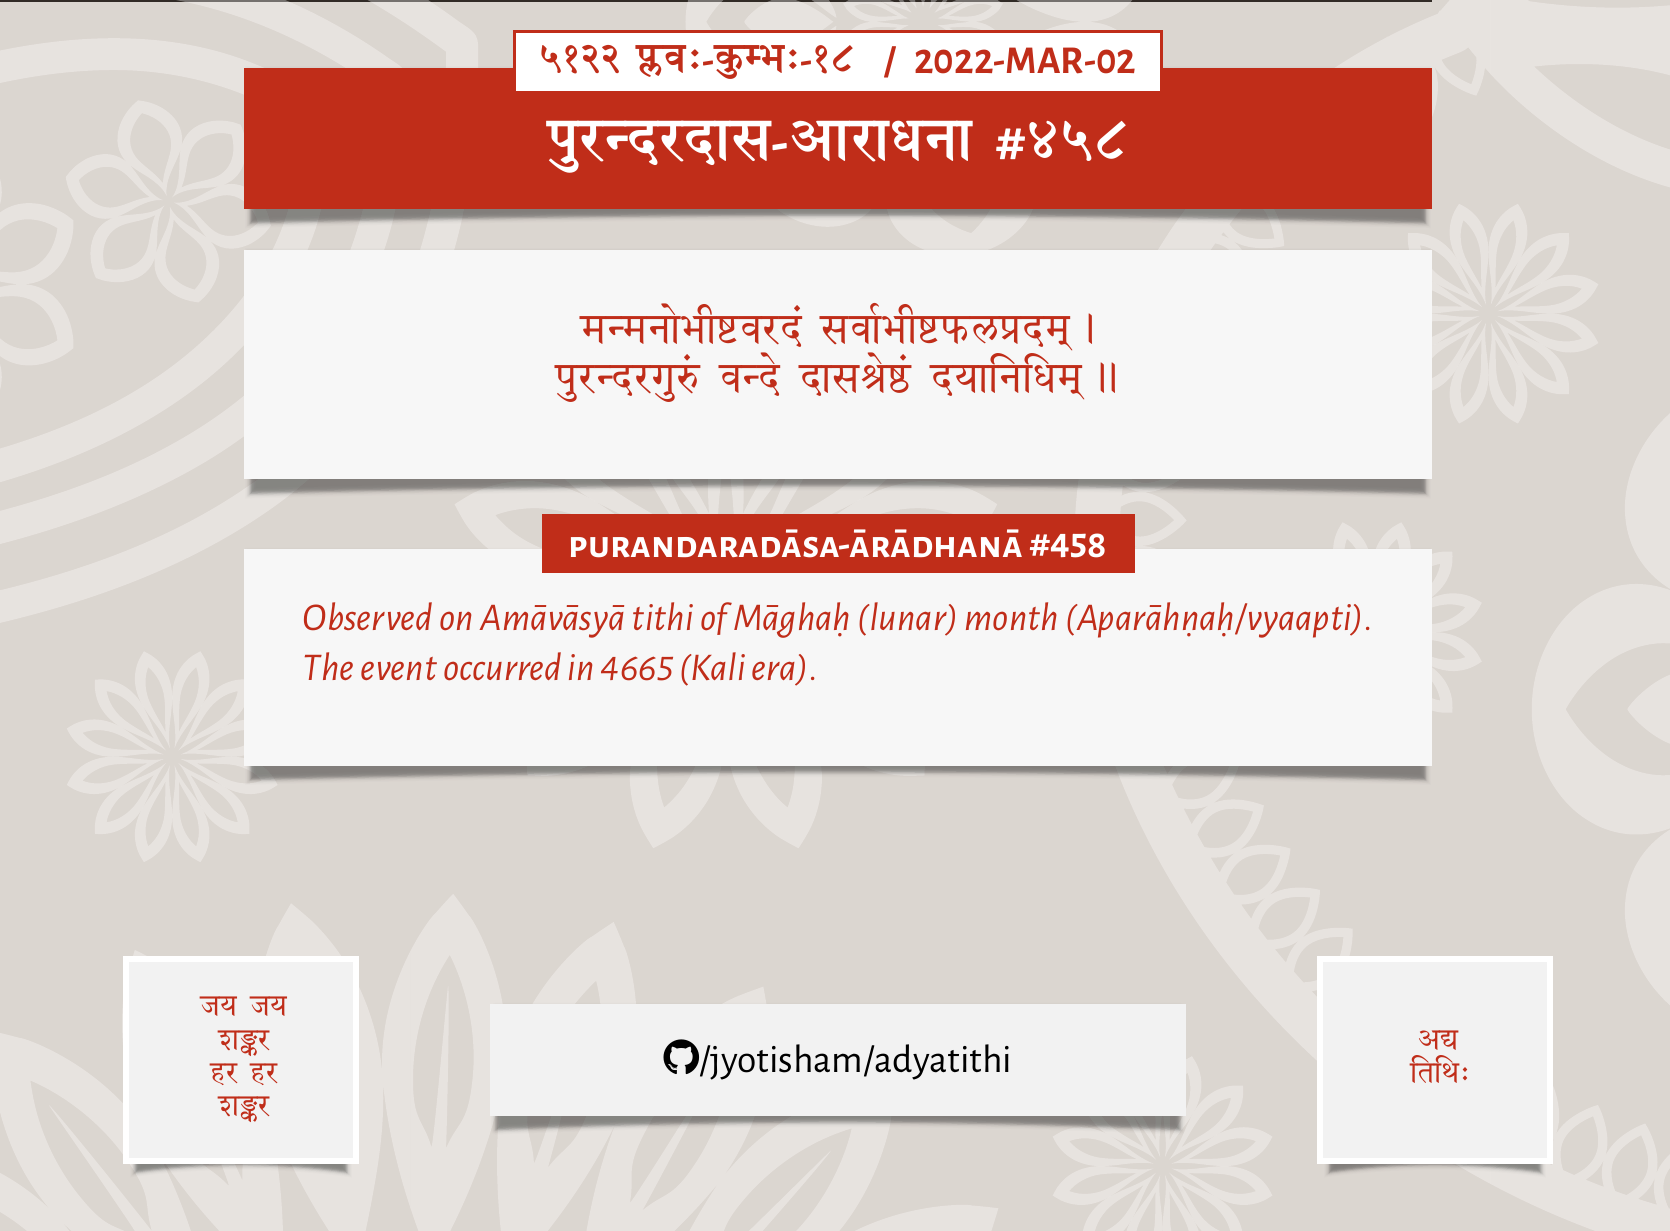 ५१२२ प्लवः-कुम्भः-१८ / 2022-MAR-02
पुरन्दरदास-आराधना #४५८
मन्मनोभीष्टवरदं सर्वाभीष्टफलप्रदम् ।
पुरन्दरगुरुं वन्दे दासश्रेष्ठं दयानिधिम् ॥
PURANDARADĀSA-ĀRĀDHANĀ #458
Observed on Amāvāsyā tithi of Māghaḥ (lunar) month (Aparāhṇaḥ/vyaapti).
The event occurred in 4665 (Kali era).
जय जय
शङ्कर
हर हर
शङ्कर
/jyotisham/adyatithi
अद्य
तिथिः